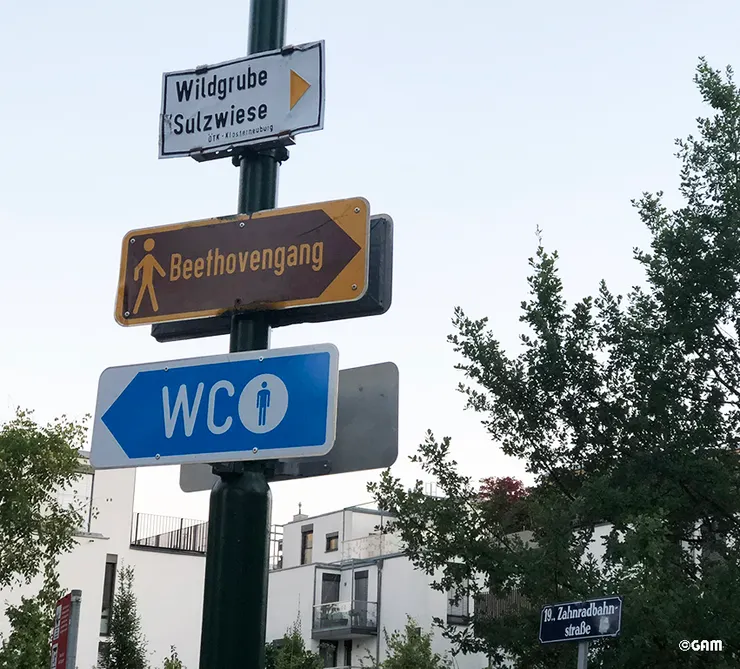 Wildgrube
Sulzwiese
ÖTK-Klosterneuburg
Beethovengang
WC
19., Zahnradbahn-
straße
©GAM